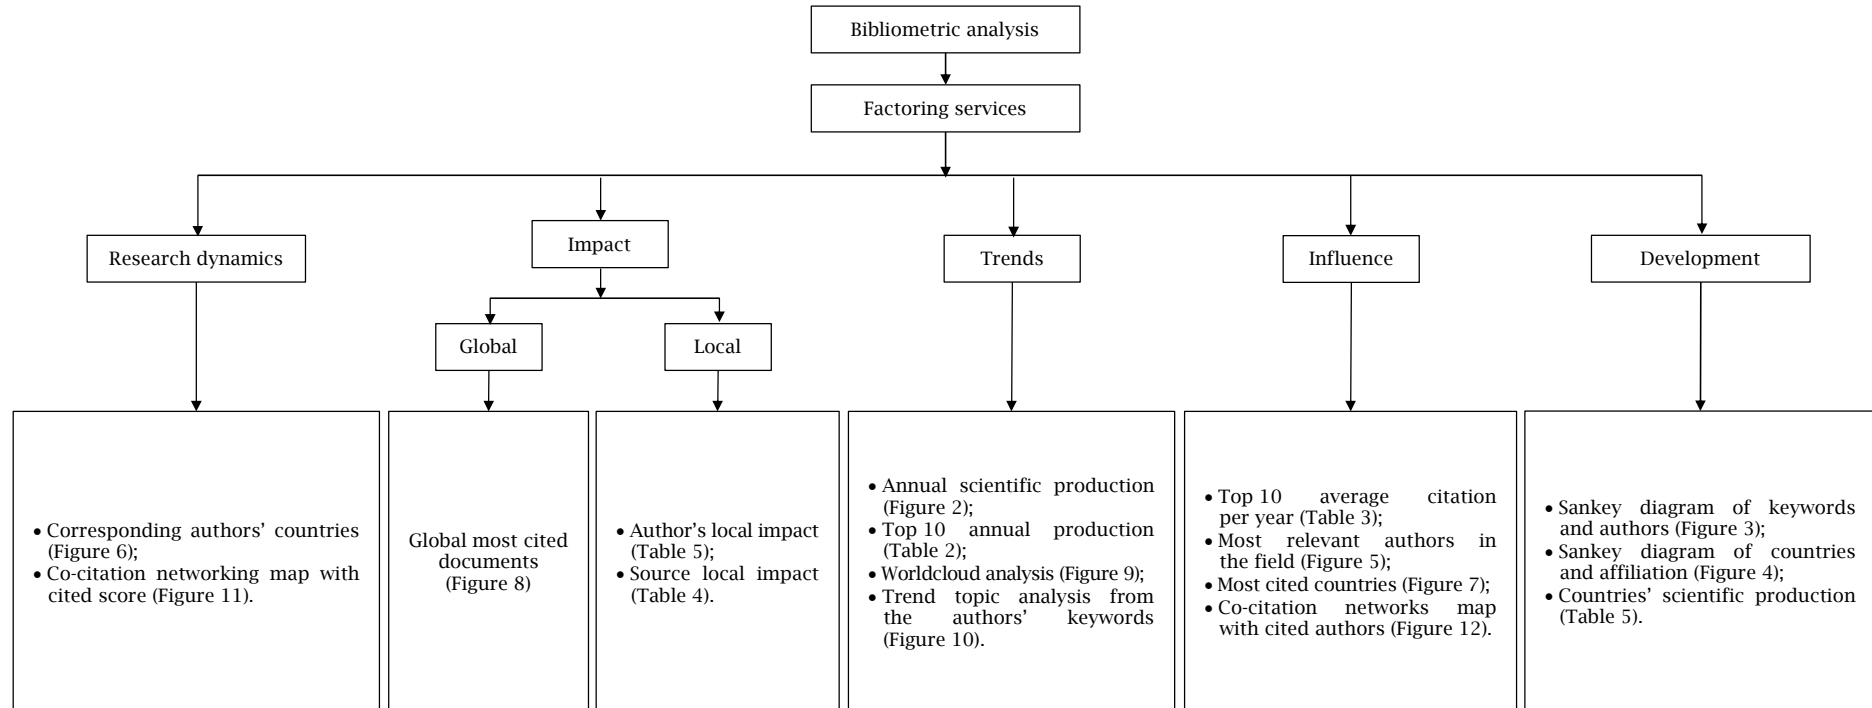 Bibliometric analysis
Factoring services
Research dynamics
Impact
Trends
Influence
Development
Global
Local
• Corresponding authors’ countries
(Figure 6);
• Co-citation networking map with
cited score (Figure 11).
Global most cited
documents
(Figure 8)
• Author’s local impact
(Table 5);
• Source local impact
(Table 4).
• Annual scientific production
(Figure 2);
• Top 10 annual production
(Table 2);
• Worldcloud analysis (Figure 9);
• Trend topic analysis from
the authors’ keywords
(Figure 10).
• Top 10 average citation
per year (Table 3);
• Most relevant authors in
the field (Figure 5);
• Most cited countries (Figure 7);
• Co-citation networks map
with cited authors (Figure 12).
• Sankey diagram of keywords
and authors (Figure 3);
• Sankey diagram of countries
and affiliation (Figure 4);
• Countries’ scientific production
(Table 5).